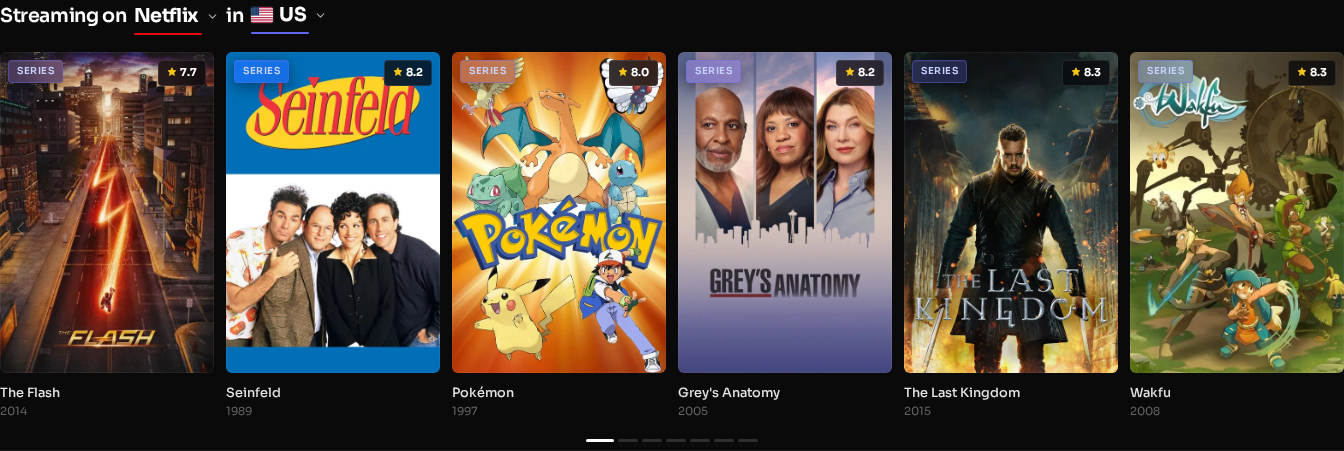 Streaming on Netflix in US
SERIES 7.7
SERIES 8.2
SERIES 8.0
SERIES 8.2
SERIES 8.3
SERIES 8.3
THE FLASH
Seinfeld
POKéMON
GREY'S ANATOMY
THE LAST
KINGDOM
Wakfu
The Flash
2014
Seinfeld
1989
Pokémon
1997
Grey's Anatomy
2005
The Last Kingdom
2015
Wakfu
2008